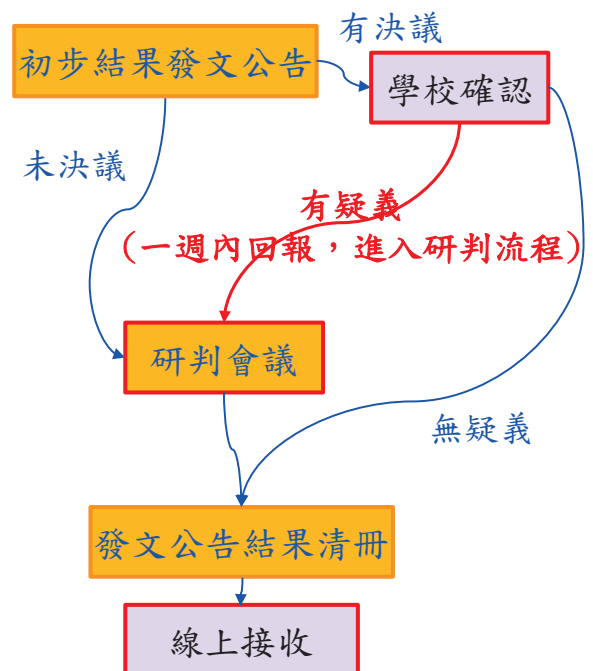 有決議
初步結果發文公告
學校確認
未決議
有疑義
(一週內回報，進入研判流程)
研判會議
無疑義
發文公告結果清冊
線上接收